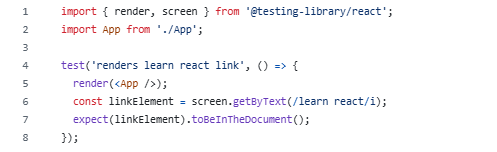 1 import { render, screen } from '@testing-library/react';
2 import App from './App';
3
4 test('renders learn react link', () => {
5   render(<App />);
6   const linkElement = screen.getByText(/learn react/i);
7   expect(linkElement).toBeInTheDocument();
8 });